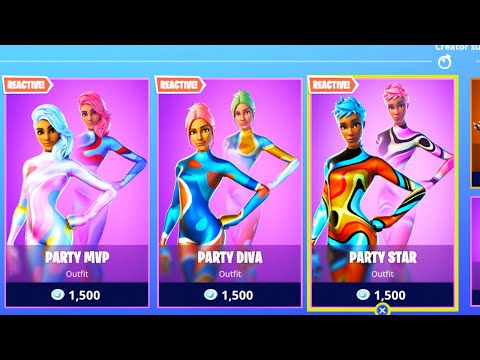 Creator su
REACTIVE!
REACTIVE!
REACTIVE!
PARTY MVP
Outfit
1,500
PARTY DIVA
Outfit
1,500
PARTY STAR
Outfit
1,500